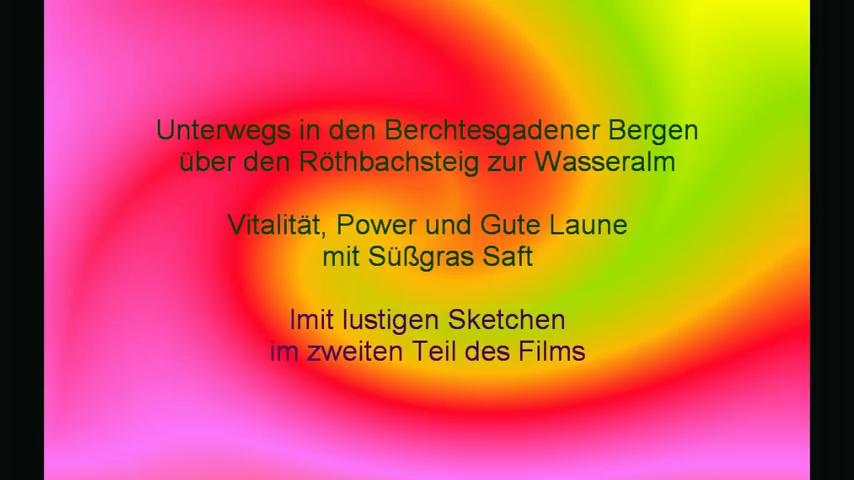 Unterwegs in den Berchtesgadener Bergen
über den Röthbachsteig zur Wasseralm
Vitalität, Power und Gute Laune
mit Süßgras Saft
lmit lustigen Sketchen
im zweiten Teil des Films